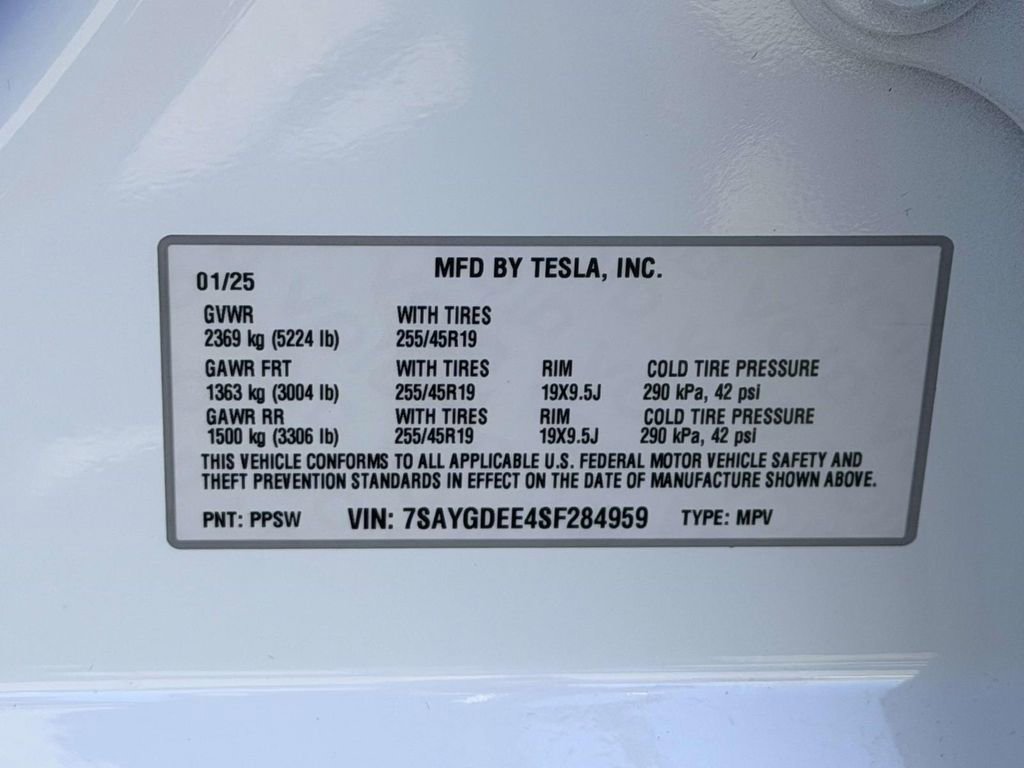 MFD BY TESLA, INC.
01/25
GVWR WITH TIRES
2369 kg (5224 lb) 255/45R19
GAWR FRT WITH TIRES RIM COLD TIRE PRESSURE
1363 kg (3004 lb) 255/45R19 19X9.5J 290 kPa, 42 psi
GAWR RR WITH TIRES RIM COLD TIRE PRESSURE
1500 kg (3306 lb) 255/45R19 19X9.5J 290 kPa, 42 psi
THIS VEHICLE CONFORMS TO ALL APPLICABLE U.S. FEDERAL MOTOR VEHICLE SAFETY AND
THEFT PREVENTION STANDARDS IN EFFECT ON THE DATE OF MANUFACTURE SHOWN ABOVE.
PNT: PPSW VIN: 7SAYGDEE4SF284959 TYPE: MPV